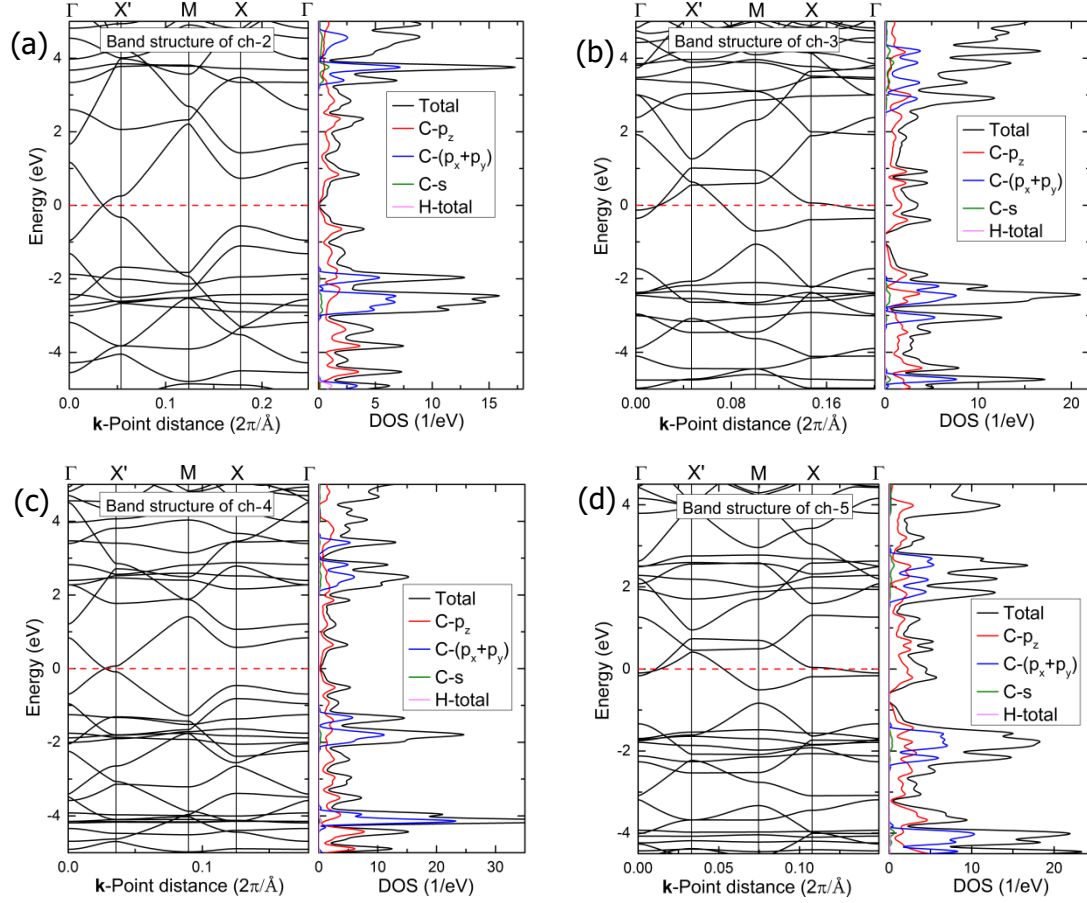 (a)
Γ X' M X Γ
Band structure of ch-2
Energy (eV)
4
2
0
-2
-4
0.0 0.1 0.2
k-Point distance (2π/Å)
Total
C-pz
C-(px+py)
C-s
H-total
0 5 10 15
DOS (1/eV)
(b)
Γ X' M X Γ
Band structure of ch-3
Energy (eV)
4
2
0
-2
-4
0.00 0.04 0.08 0.12 0.16
k-Point distance (2π/Å)
Total
C-pz
C-(px+py)
C-s
H-total
0 10 20
DOS (1/eV)
(c)
Γ X' M X Γ
Band structure of ch-4
Energy (eV)
4
2
0
-2
-4
0.0 0.1
k-Point distance (2π/Å)
Total
C-pz
C-(px+py)
C-s
H-total
0 10 20 30
DOS (1/eV)
(d)
Γ X' M X Γ
Band structure of ch-5
Energy (eV)
4
2
0
-2
-4
0.00 0.05 0.10
k-Point distance (2π/Å)
Total
C-pz
C-(px+py)
C-s
H-total
0 10 20
DOS (1/eV)